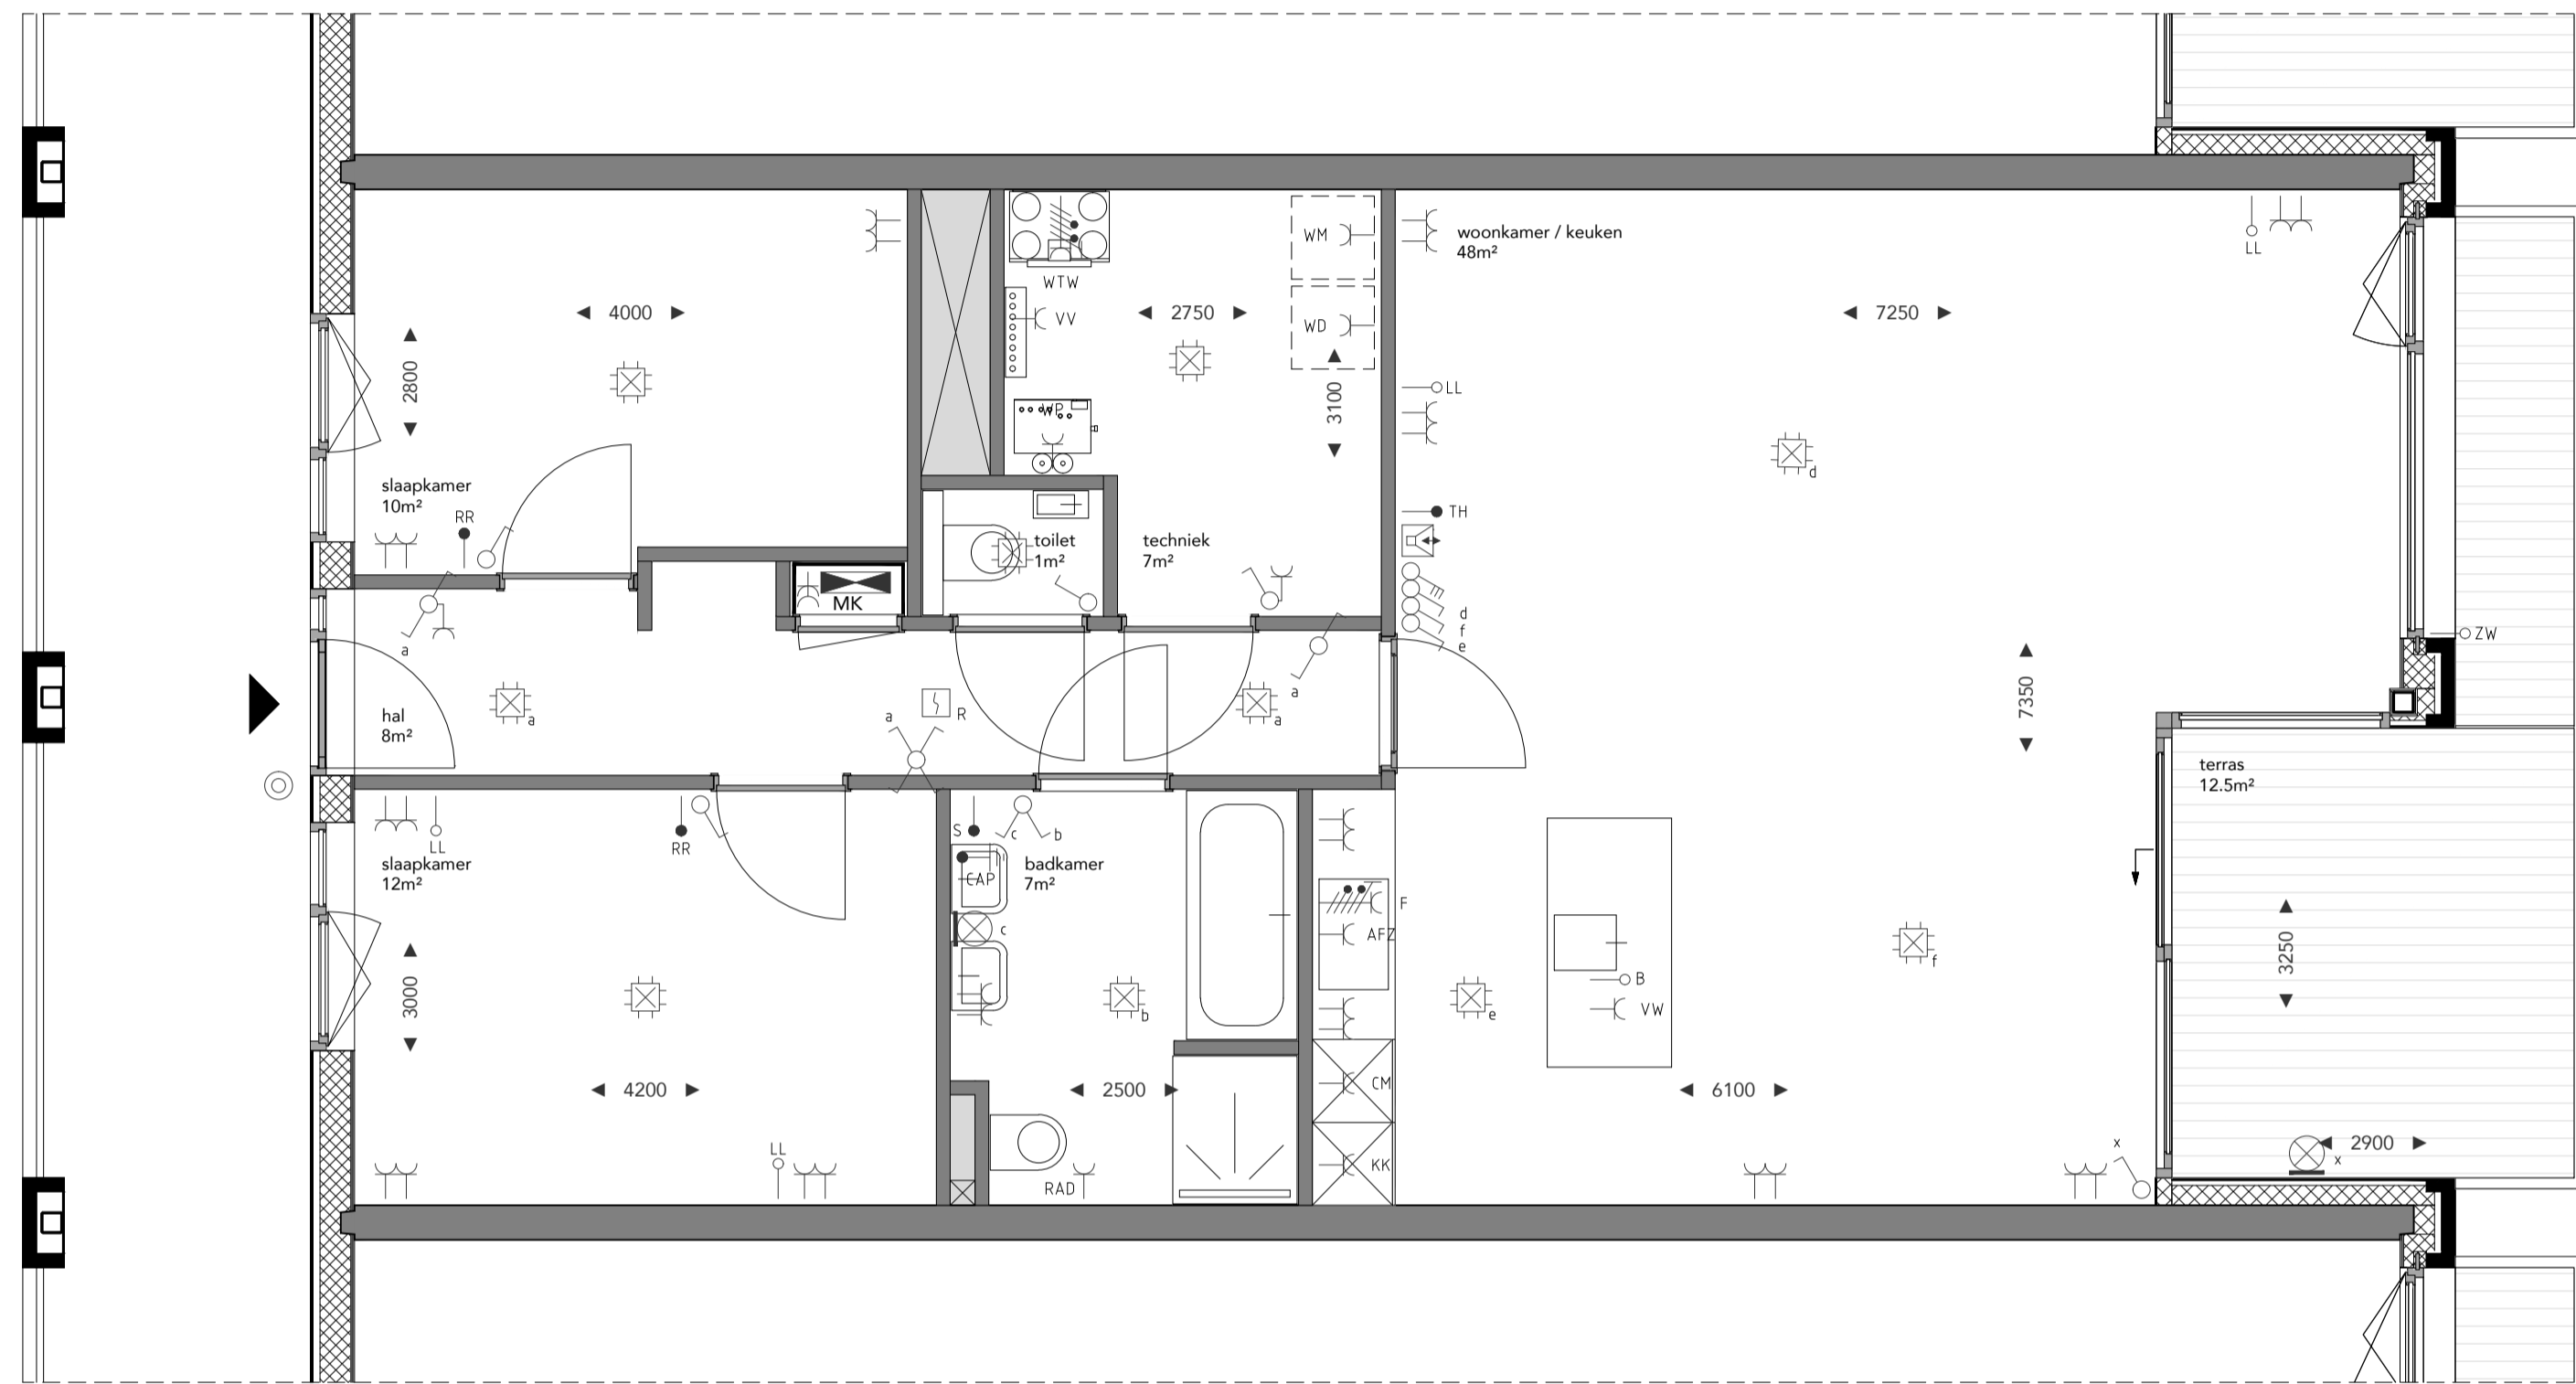 WM
woonkamer / keuken
48m²
LL
WTW
VV
4000
2750
WD
7250
2800
3100
LL
WP
d
slaapkamer
10m²
RR
TH
toilet
1m²
techniek
7m²
MK
d
f
e
ZW
a
a
hal
8m²
a
a
R
a
7350
terras
12.5m²
LL
RR
S
c
b
slaapkamer
12m²
badkamer
7m²
CAP
F
c
AFZ
f
3250
B
3000
b
e
VW
CM
4200
2500
6100
LL
x
2900
x
KK
RAD